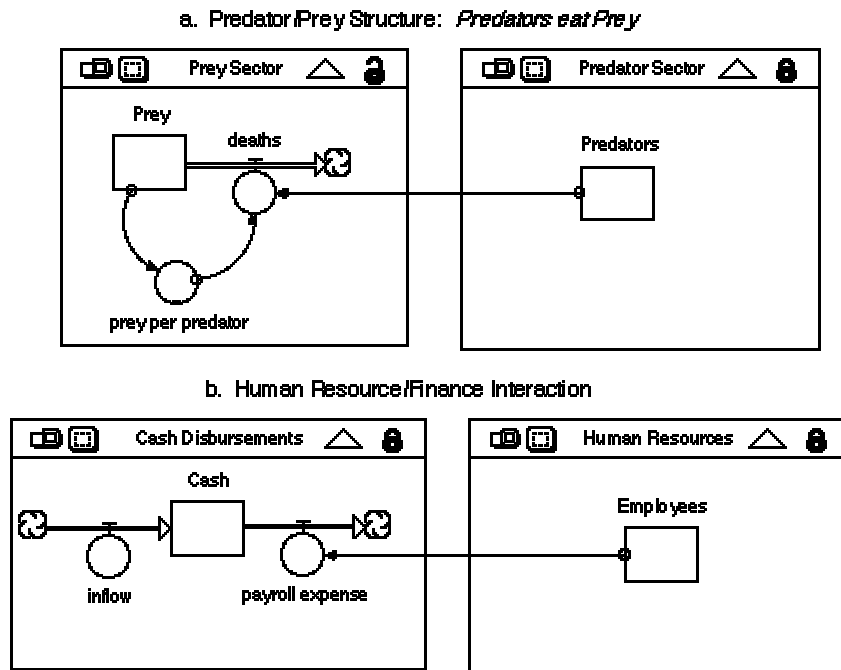 a. Predator/Prey Structure: Predators eat Prey
Prey Sector
Predator Sector
Prey
deaths
Predators
prey per predator
b. Human Resource/Finance Interaction
Cash Disbursements
Human Resources
Cash
Employees
inflow
payroll expense